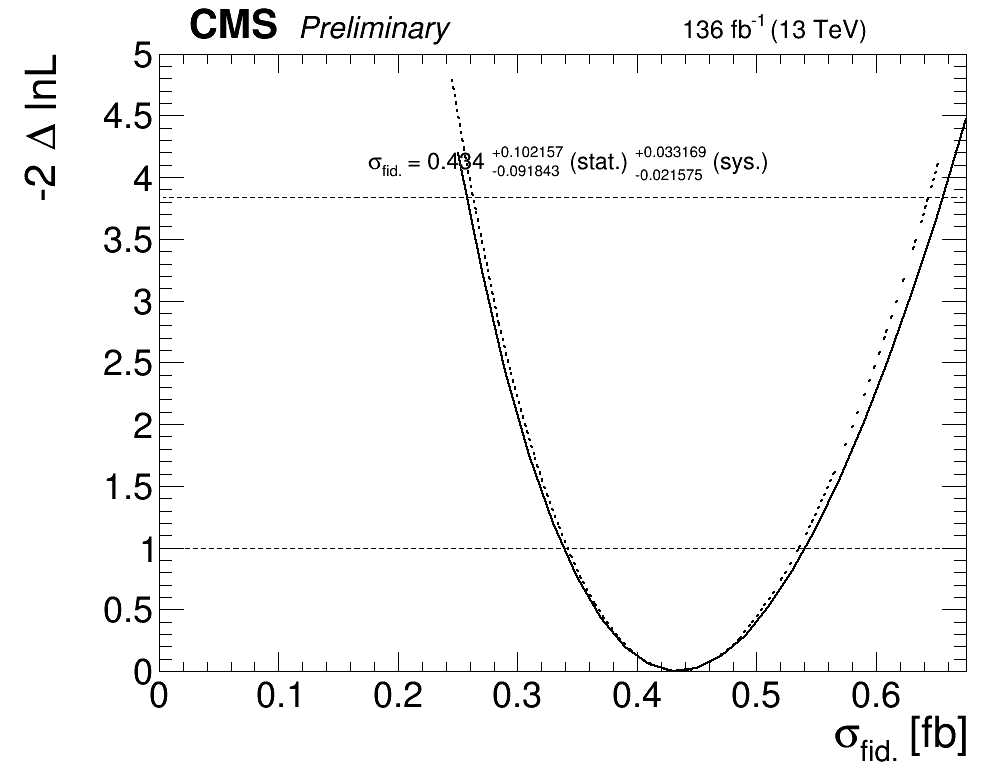 CMS Preliminary 136 fb-1 (13 TeV)
-2 Δ lnL
5
4.5
σfid. = 0.434 +0.102157 -0.091843 (stat.) +0.033169 -0.021575 (sys.)
4
3.5
3
2.5
2
1.5
1
0.5
0
0 0.1 0.2 0.3 0.4 0.5 0.6
σfid. [fb]